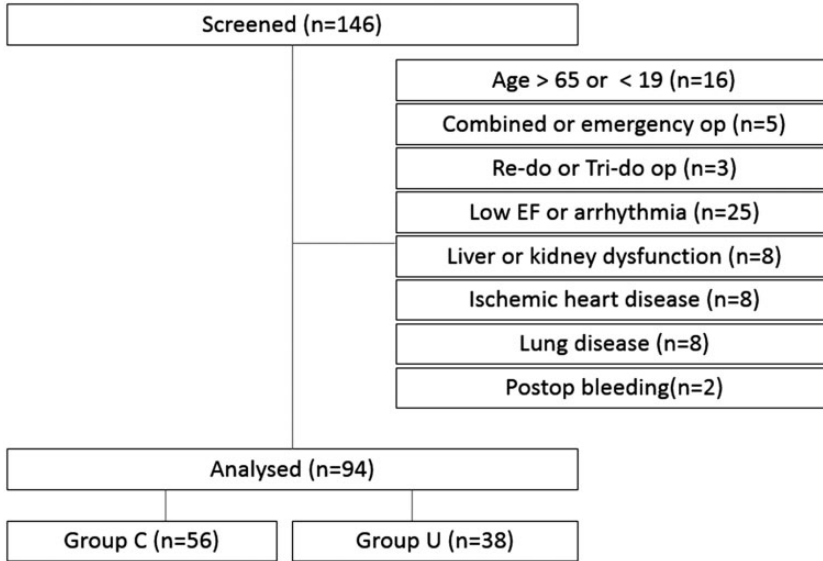 Screened (n=146)
Age > 65 or < 19 (n=16)
Combined or emergency op (n=5)
Re-do or Tri-do op (n=3)
Low EF or arrhythmia (n=25)
Liver or kidney dysfunction (n=8)
Ischemic heart disease (n=8)
Lung disease (n=8)
Postop bleeding(n=2)
Analysed (n=94)
Group C (n=56)
Group U (n=38)